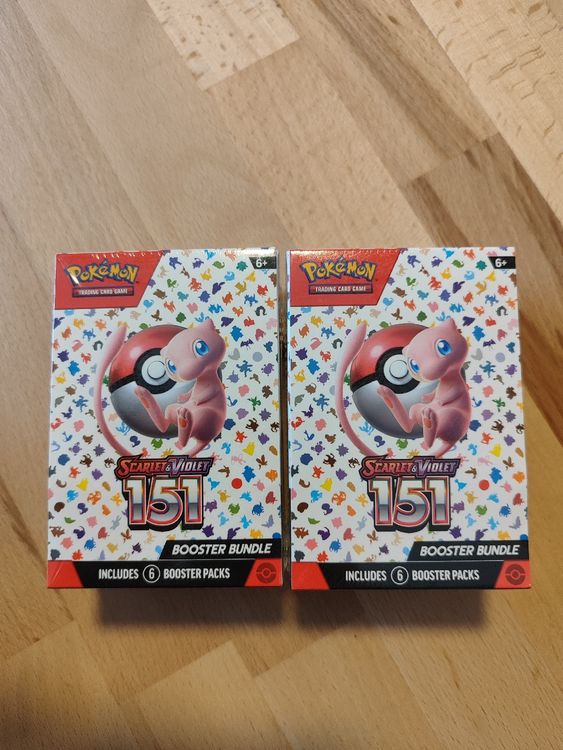 6+
POKéMON
TRADING CARD GAME
SCARLET & VIOLET
151
BOOSTER BUNDLE
INCLUDES 6 BOOSTER PACKS
6+
POKéMON
TRADING CARD GAME
SCARLET & VIOLET
151
BOOSTER BUNDLE
INCLUDES 6 BOOSTER PACKS